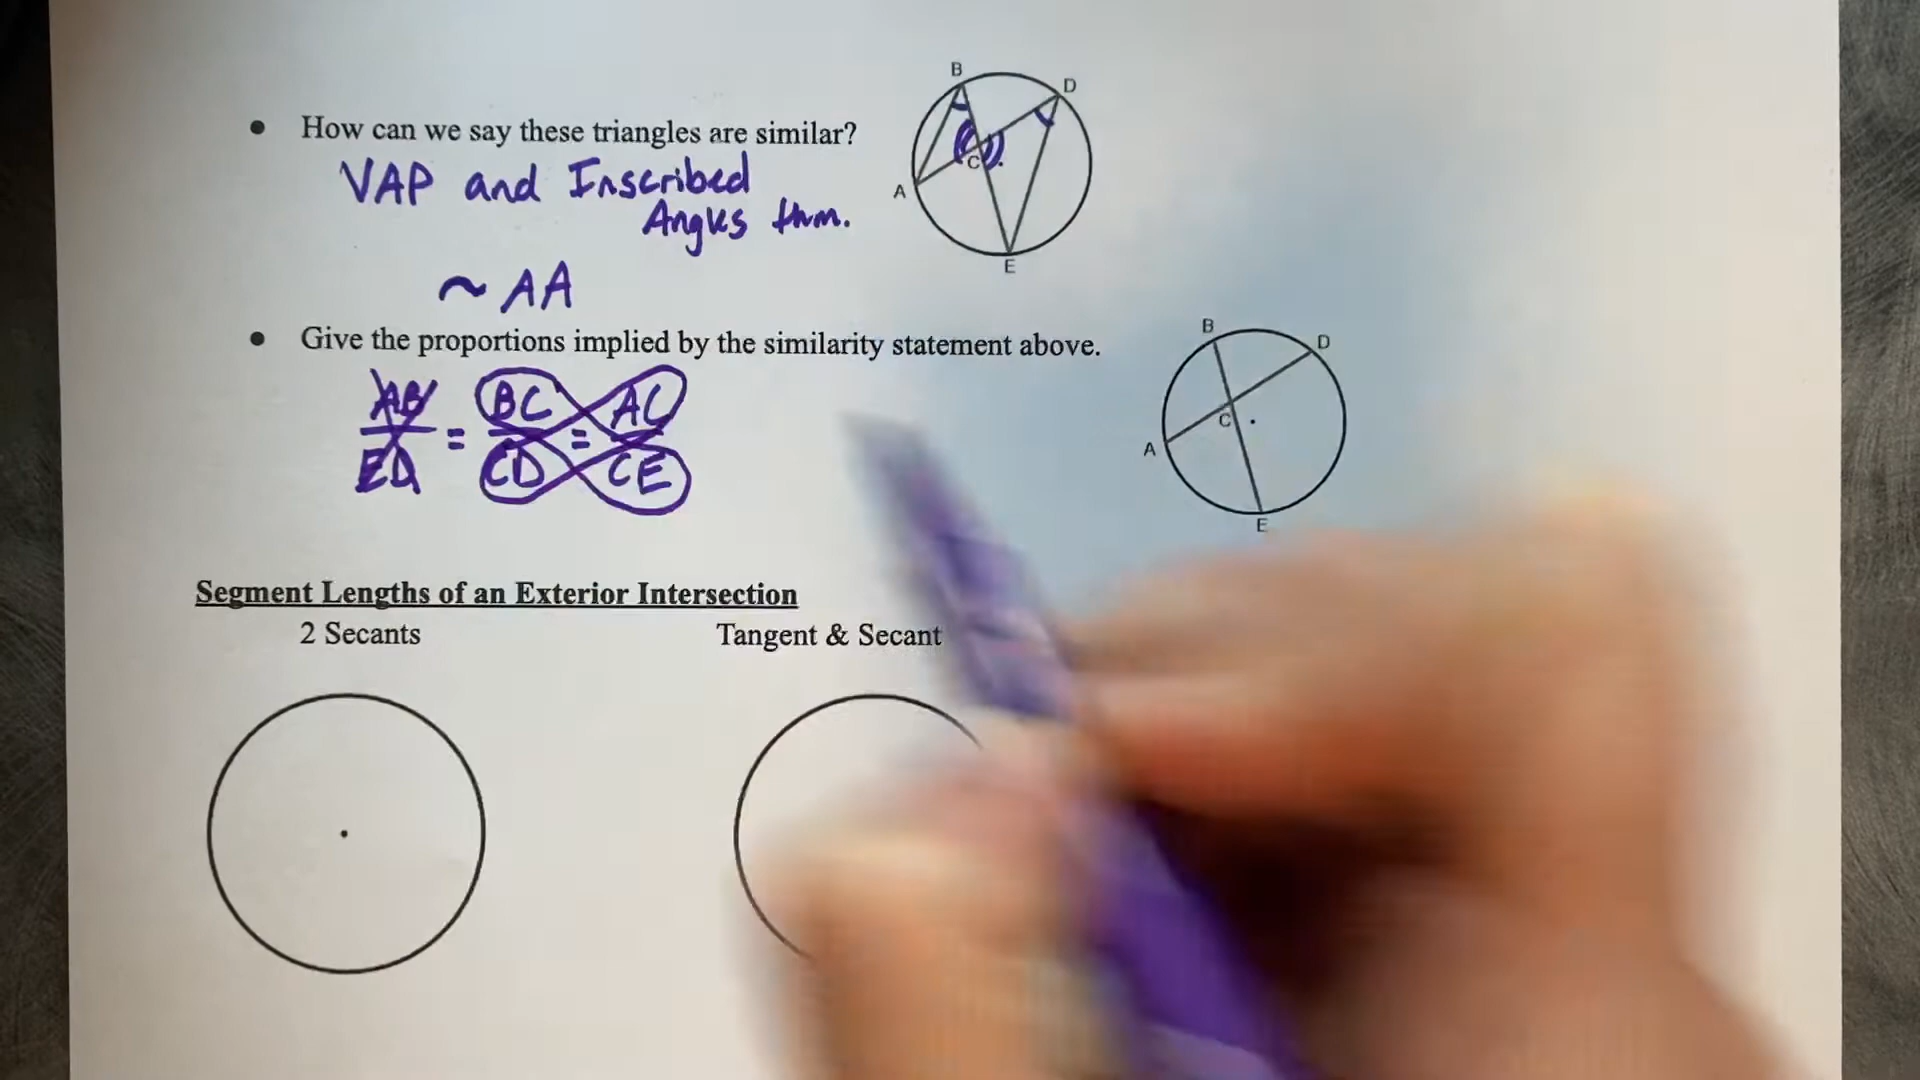 B
D
• How can we say these triangles are similar?
VAP and Inscribed
Angles thm.
C
A
E
~ AA
• Give the proportions implied by the similarity statement above.
B
D
AB/ED = BC/CD = AC/CE
C
A
E
Segment Lengths of an Exterior Intersection
2 Secants Tangent & Secant